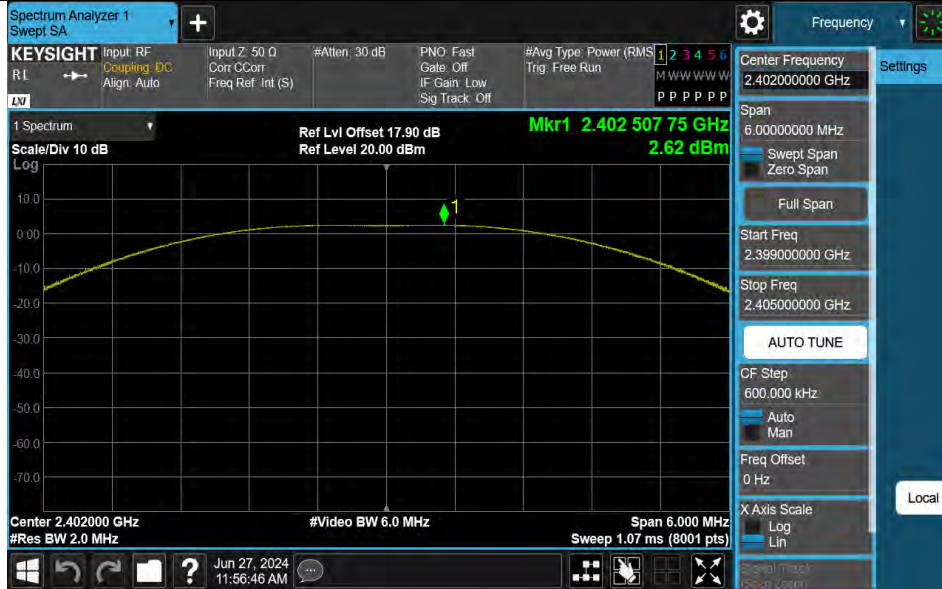 Spectrum Analyzer 1
Swept SA
+
Frequency
KEYSIGHT
RL
LXI
Input: RF
Coupling: DC
Align: Auto
Input Z: 50 Ω
Corr CCorr
Freq Ref: Int (S)
#Atten: 30 dB
PNO: Fast
Gate: Off
IF Gain: Low
Sig Track: Off
#Avg Type: Power (RMS
Trig: Free Run
1 2 3 4 5 6
M W W W W W
P P P P P P
1 Spectrum
Scale/Div 10 dB
Log
Ref Lvl Offset 17.90 dB
Ref Level 20.00 dBm
Mkr1 2.402 507 75 GHz
2.62 dBm
10.0
0.00
-10.0
-20.0
-30.0
-40.0
-50.0
-60.0
-70.0
1
Center 2.402000 GHz
#Res BW 2.0 MHz
#Video BW 6.0 MHz
Span 6.000 MHz
Sweep 1.07 ms (8001 pts)
?
Jun 27, 2024
11:56:46 AM
Center Frequency
2.402000000 GHz
Span
6.00000000 MHz
Swept Span
Zero Span
Full Span
Start Freq
2.399000000 GHz
Stop Freq
2.405000000 GHz
AUTO TUNE
CF Step
600.000 kHz
Auto
Man
Freq Offset
0 Hz
X Axis Scale
Log
Lin
Signal Track
(Span Zoom)
Settings
Local